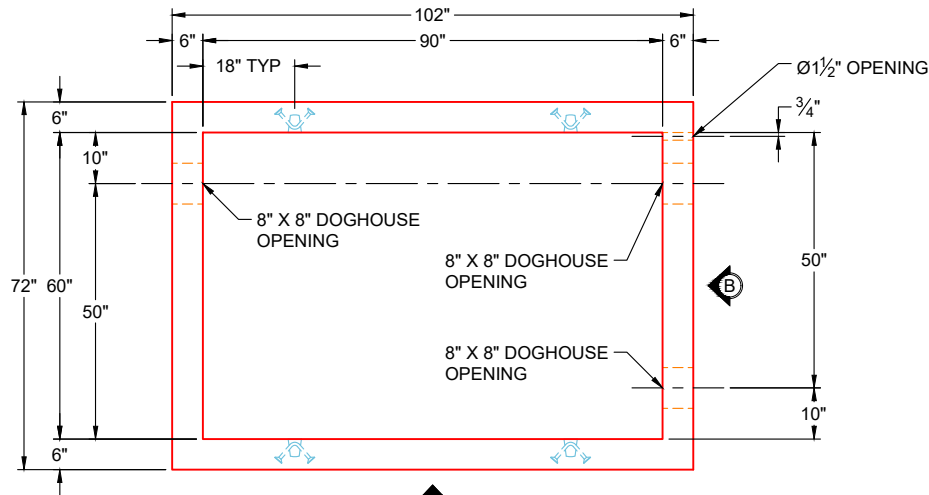 102"
6"
90"
6"
18" TYP
Ø1½" OPENING
¾"
6"
10"
8" X 8" DOGHOUSE
OPENING
8" X 8" DOGHOUSE
OPENING
50"
72"
60"
50"
B
8" X 8" DOGHOUSE
OPENING
10"
6"